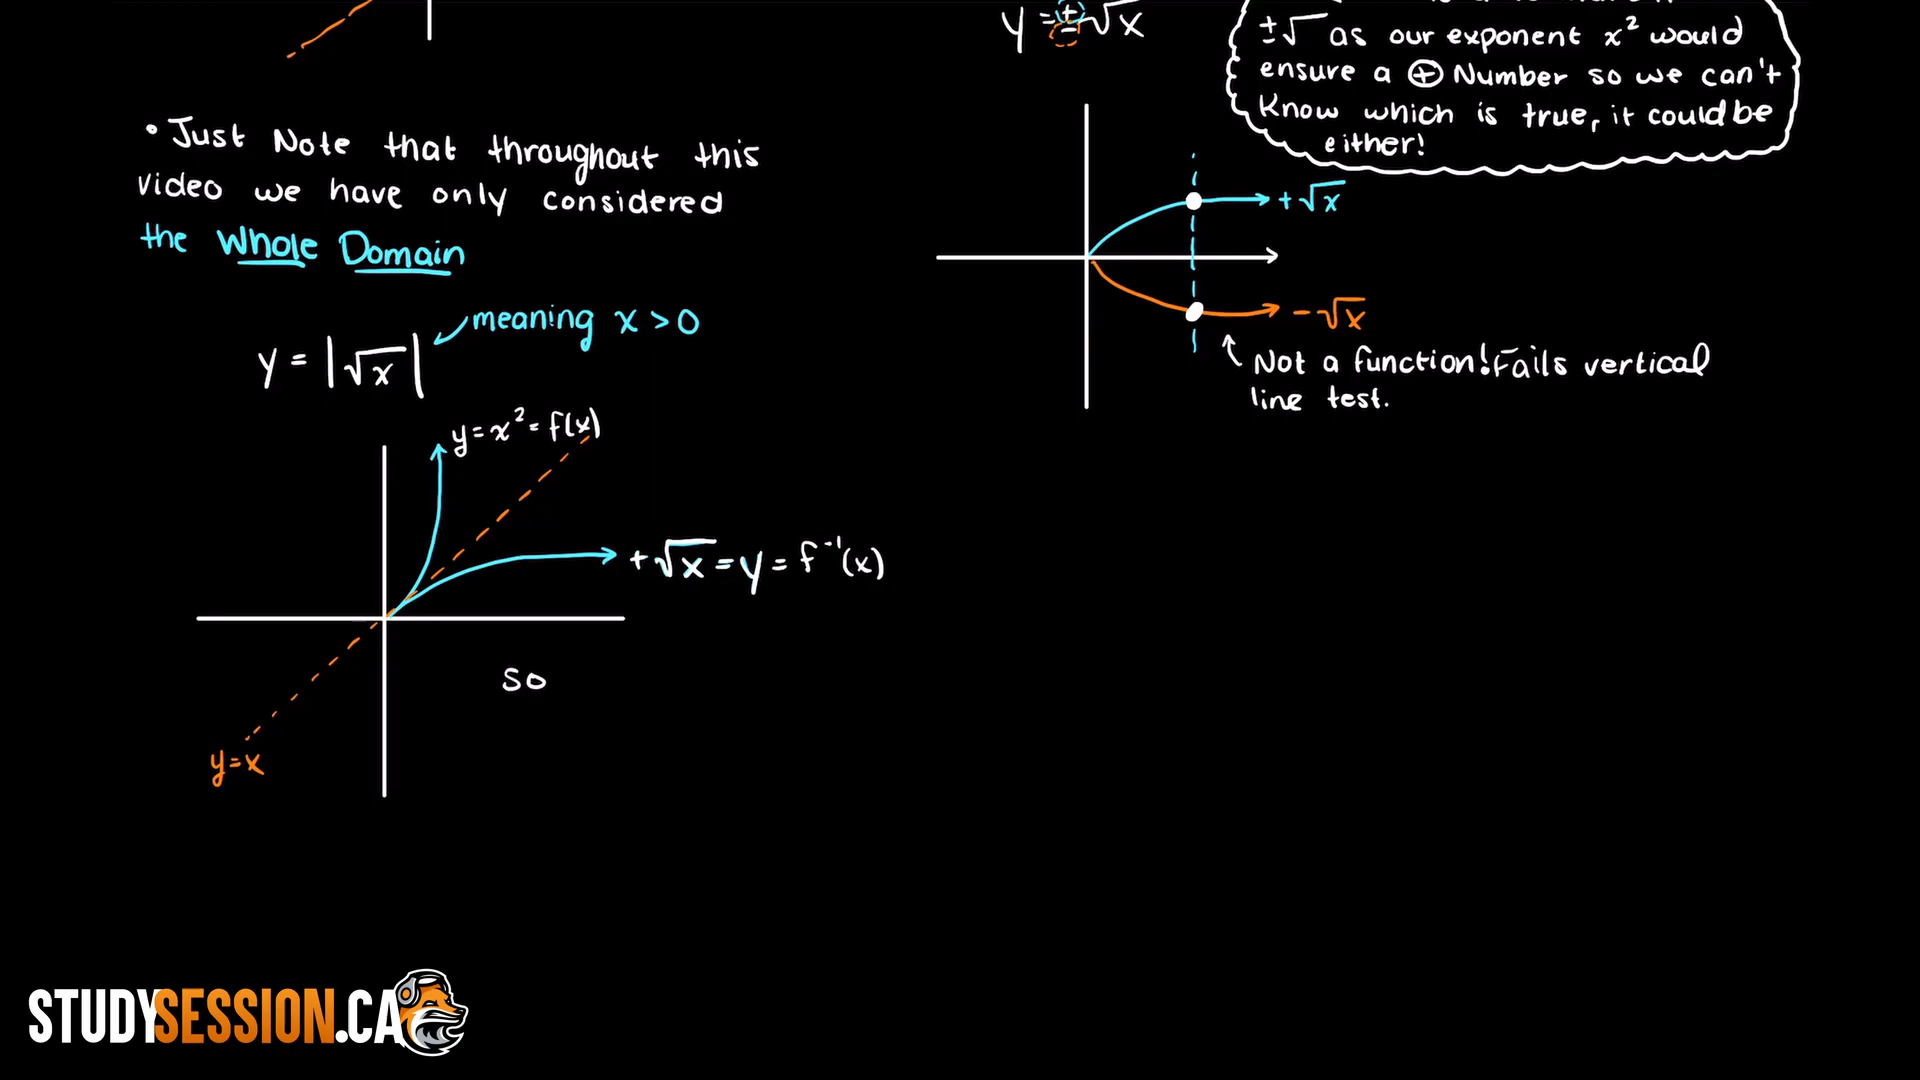 • Just Note that throughout this
video we have only considered
the Whole Domain
meaning x > 0
y = |√x|
y = x² = f(x)
+√x = y = f⁻¹(x)
so
y = x
y = ±√x
±√ as our exponent x² would
ensure a ⊕ Number so we can't
Know which is true, it could be
either!
+√x
-√x
Not a function! Fails vertical
line test.
STUDYSESSION.CA